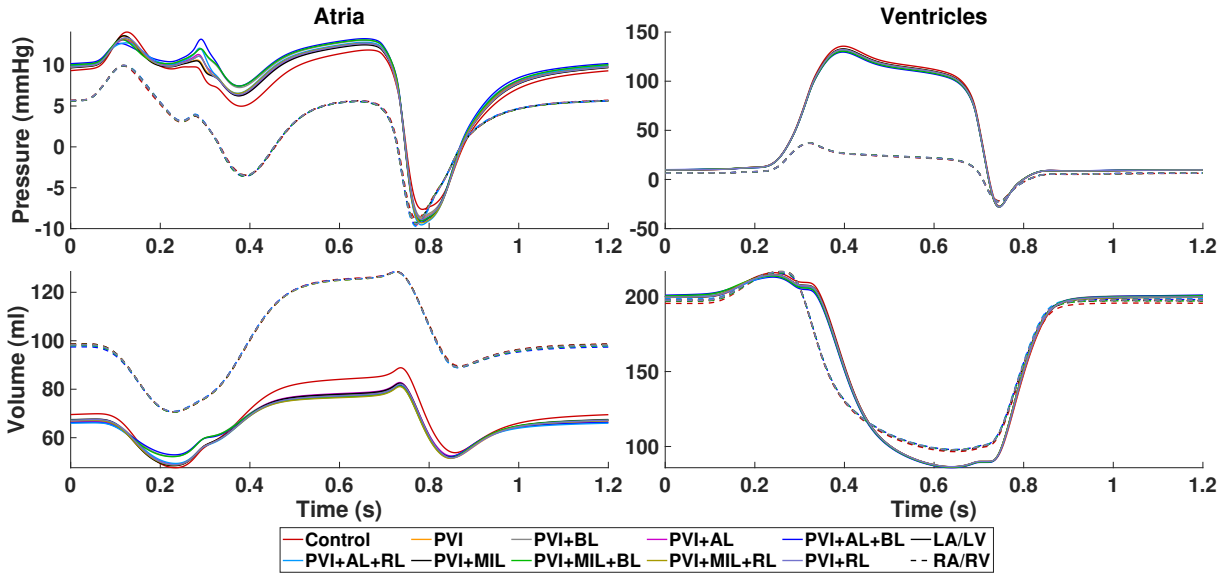 Atria
Ventricles
Pressure (mmHg)
10
5
0
-5
-10
0 0.2 0.4 0.6 0.8 1 1.2
150
100
50
0
-50
0 0.2 0.4 0.6 0.8 1 1.2
Volume (ml)
120
100
80
60
0 0.2 0.4 0.6 0.8 1 1.2
Time (s)
200
150
100
0 0.2 0.4 0.6 0.8 1 1.2
Time (s)
Control PVI PVI+BL PVI+AL PVI+AL+BL LA/LV
PVI+AL+RL PVI+MIL PVI+MIL+BL PVI+MIL+RL PVI+RL RA/RV